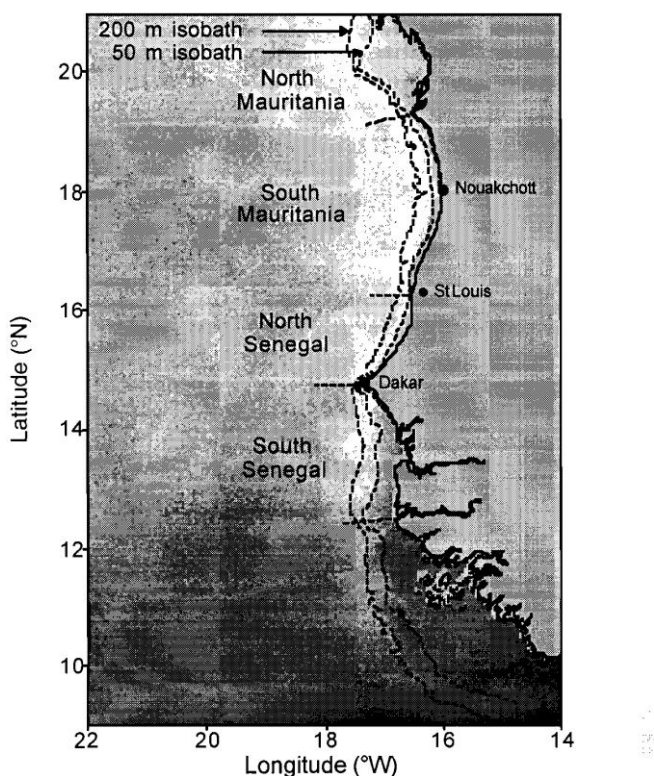 200 m isobath
50 m isobath
20
North
Mauritania
18
Nouakchott
South
Mauritania
16
St Louis
North
Senegal
Dakar
14
South
Senegal
12
10
22
20
18
16
14
Latitude (°N)
Longitude (°W)